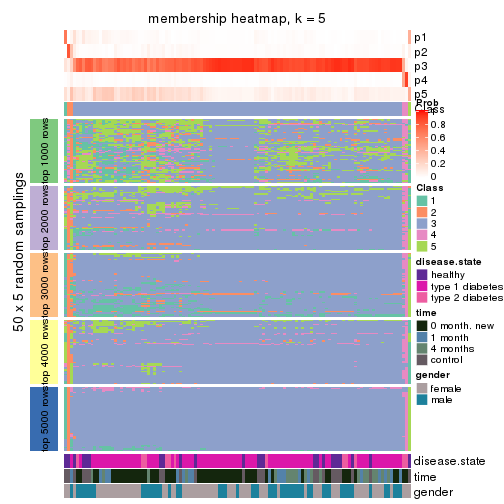 membership heatmap, k = 5
p1
p2
p3
p4
p5
Prob
0.8
0.6
0.4
0.2
0
Class
Class
1
2
3
4
5
disease.state
healthy
type 1 diabetes
type 2 diabetes
time
0 month, new
1 month
4 months
control
gender
female
male
50 x 5 random samplings
top 1000 rows
top 2000 rows
top 3000 rows
top 4000 rows
top 5000 rows
disease.state
time
gender